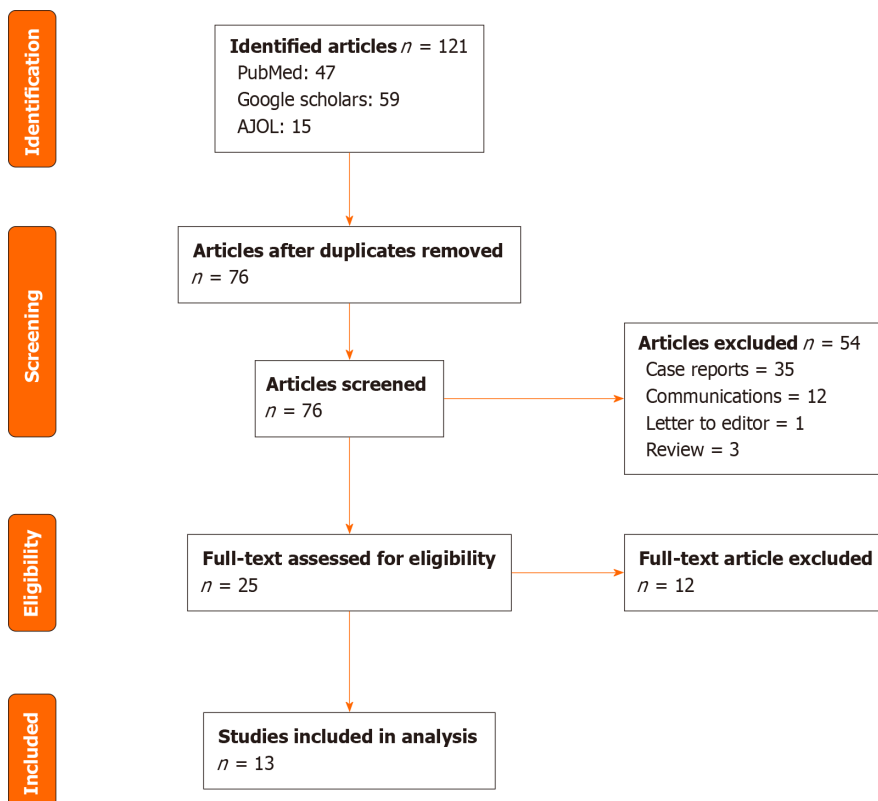 Identification
Identified articles n = 121
PubMed: 47
Google scholars: 59
AJOL: 15
Screening
Articles after duplicates removed
n = 76
Articles screened
n = 76
Articles excluded n = 54
Case reports = 35
Communications = 12
Letter to editor = 1
Review = 3
Eligibility
Full-text assessed for eligibility
n = 25
Full-text article excluded
n = 12
Included
Studies included in analysis
n = 13